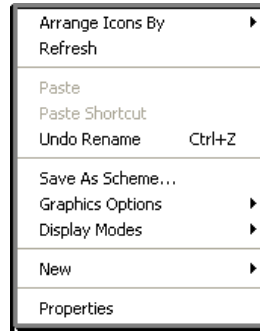 Arrange Icons By
Refresh
Paste
Paste Shortcut
Undo Rename Ctrl+Z
Save As Scheme...
Graphics Options
Display Modes
New
Properties